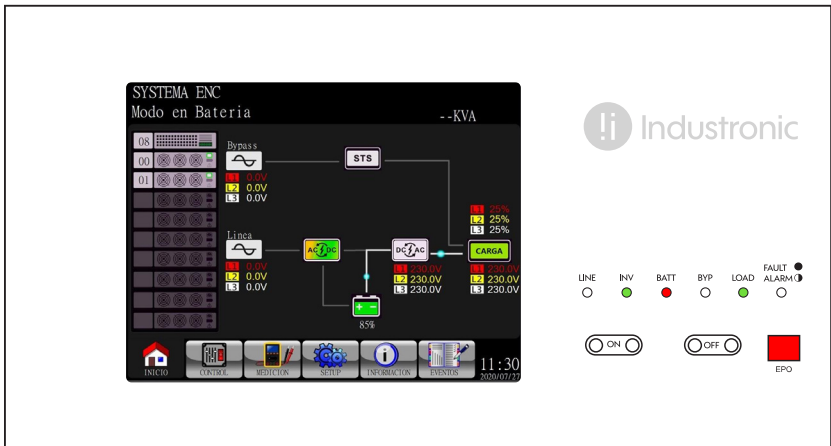 SYSTEMA ENC
Modo en Bateria
--KVA
08
00
01
Bypass
L1 0.0V
L2 0.0V
L3 0.0V
STS
L1 25%
L2 25%
L3 25%
Linea
L1 0.0V
L2 0.0V
L3 0.0V
AC DC
DC AC
L1 230.0V
L2 230.0V
L3 230.0V
CARGA
L1 230.0V
L2 230.0V
L3 230.0V
85%
INICIO
CONTROL
MEDICION
SETUP
INFORMACION
EVENTOS
11:30
2020/07/27
Industronic
LINE
INV
BATT
BYP
LOAD
FAULT
ALARM
ON
OFF
EPO